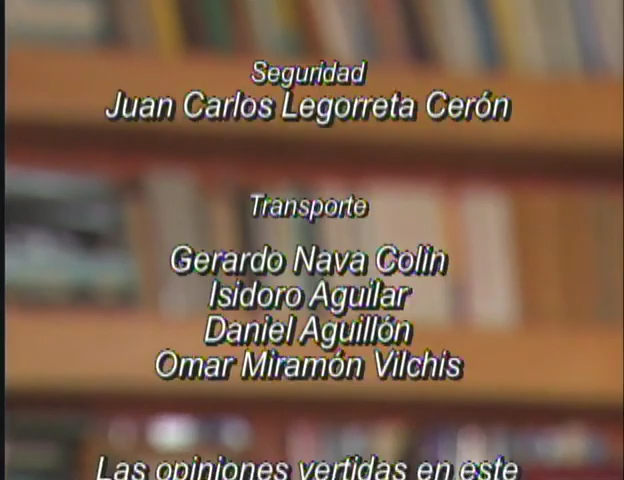 Seguridad
Juan Carlos Legorreta Cerón
Transporte
Gerardo Nava Colin
Isidoro Aguilar
Daniel Aguillón
Omar Miramón Vilchis
Las opiniones vertidas en este